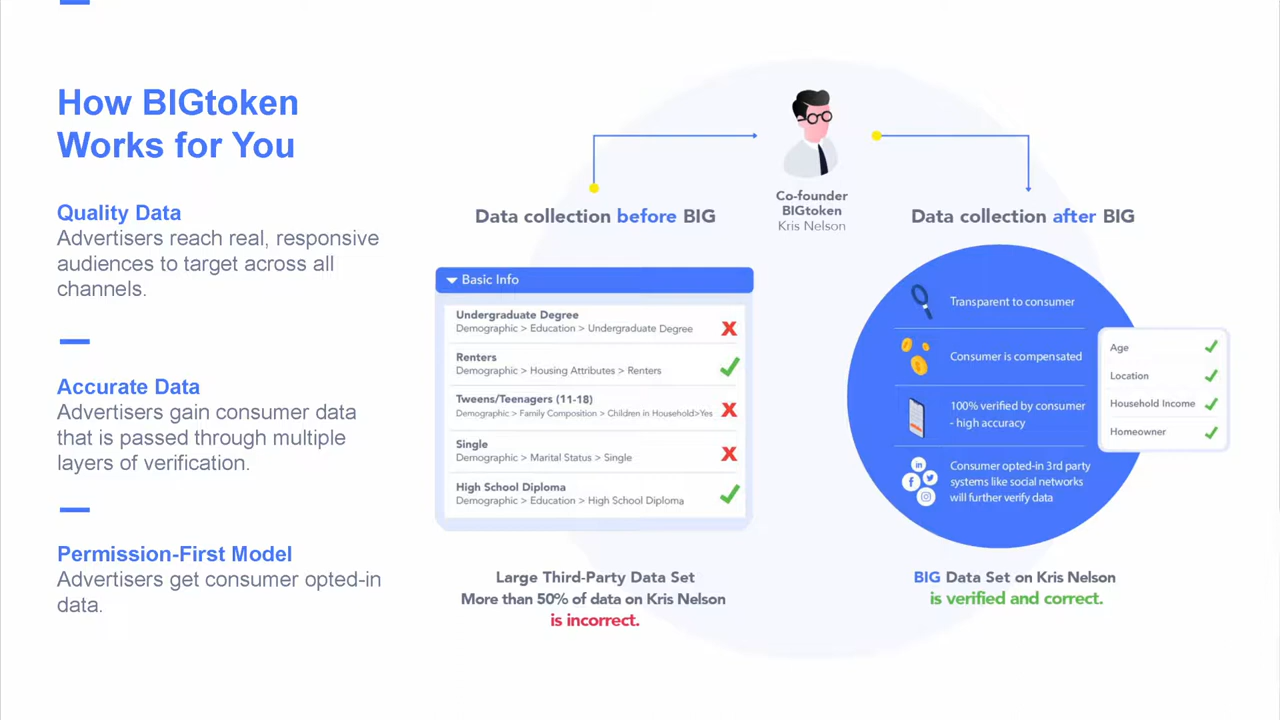 How BIGtoken
Works for You
Quality Data
Advertisers reach real, responsive
audiences to target across all
channels.
Accurate Data
Advertisers gain consumer data
that is passed through multiple
layers of verification.
Permission-First Model
Advertisers get consumer opted-in
data.
Co-founder
BIGtoken
Kris Nelson
Data collection before BIG
Basic Info
Undergraduate Degree
Demographic > Education > Undergraduate Degree
Renters
Demographic > Housing Attributes > Renters
Tweens/Teenagers (11-18)
Demographic > Family Composition > Children in Household>Yes
Single
Demographic > Marital Status > Single
High School Diploma
Demographic > Education > High School Diploma
Large Third-Party Data Set
More than 50% of data on Kris Nelson
is incorrect.
Data collection after BIG
Transparent to consumer
Consumer is compensated
100% verified by consumer
- high accuracy
Consumer opted-in 3rd party
systems like social networks
will further verify data
Age
Location
Household Income
Homeowner
BIG Data Set on Kris Nelson
is verified and correct.